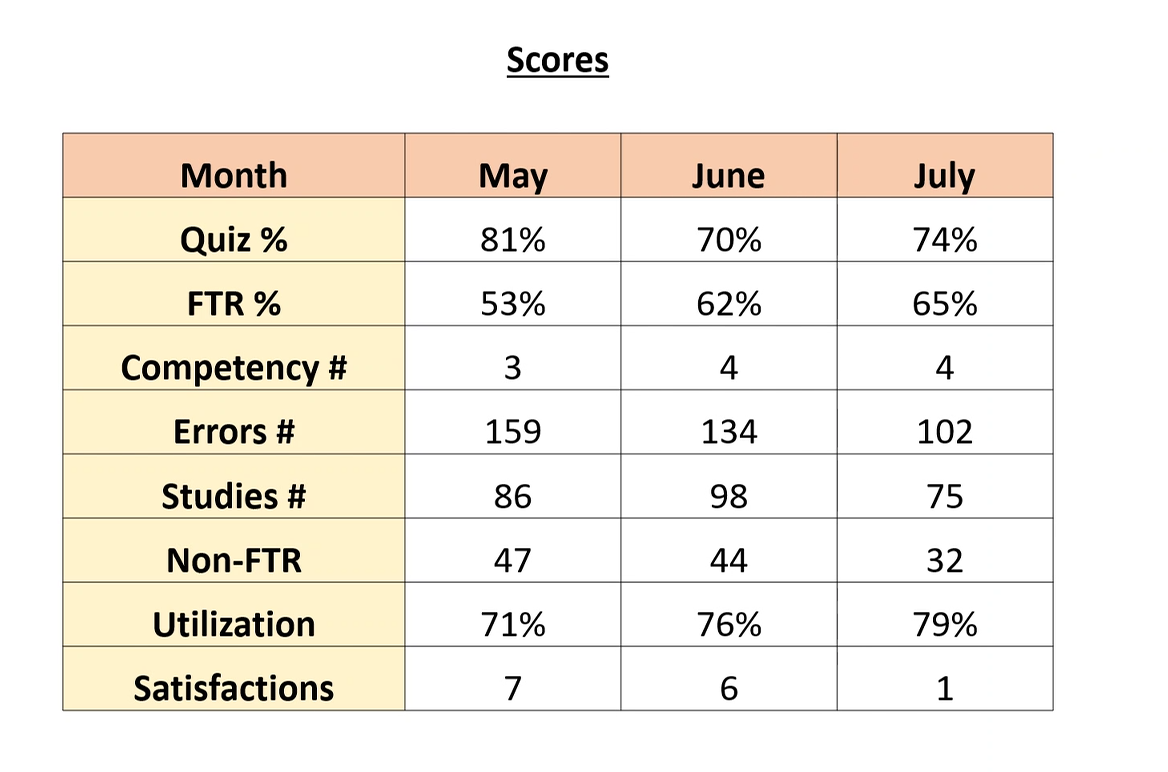 Scores
Month May June July
Quiz % 81% 70% 74%
FTR % 53% 62% 65%
Competency # 3 4 4
Errors # 159 134 102
Studies # 86 98 75
Non-FTR 47 44 32
Utilization 71% 76% 79%
Satisfactions 7 6 1